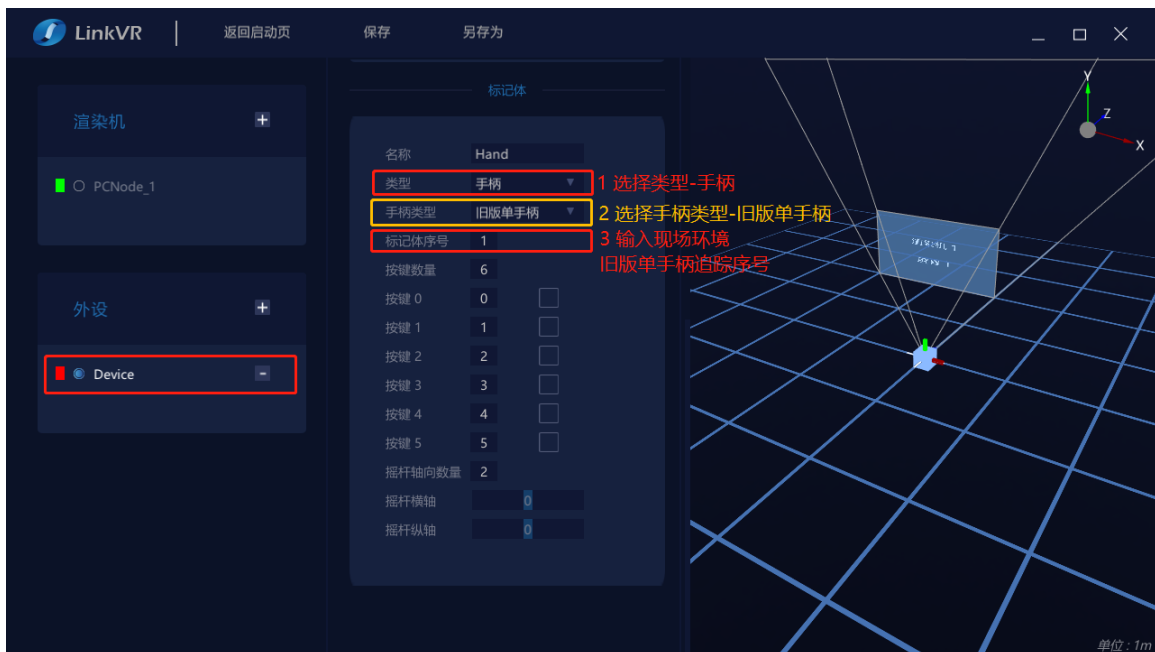 LinkVR
返回启动页
保存
另存为
渲染机 +
PCNode_1
外设 +
Device -
标记体
名称 Hand
类型 手柄
1 选择类型-手柄
手柄类型 旧版单手柄
2 选择手柄类型-旧版单手柄
标记体序号 1
3 输入现场环境
旧版单手柄追踪序号
按键数量 6
按键 0 0
按键 1 1
按键 2 2
按键 3 3
按键 4 4
按键 5 5
摇杆轴向数量 2
摇杆横轴 0
摇杆纵轴 0
Y
Z
X
单位 : 1m